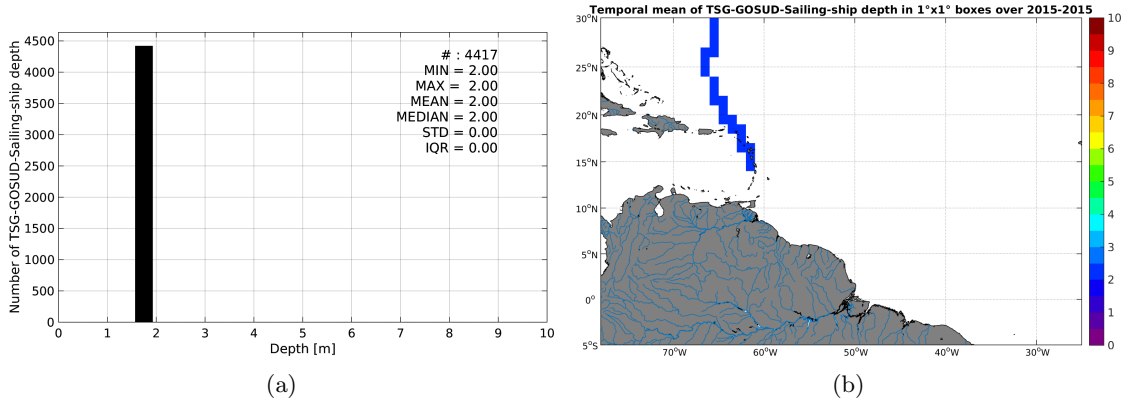 Number of TSG-GOSUD-Sailing-ship depth
4500
4000
3500
3000
2500
2000
1500
1000
500
0
# : 4417
MIN = 2.00
MAX = 2.00
MEAN = 2.00
MEDIAN = 2.00
STD = 0.00
IQR = 0.00
0 1 2 3 4 5 6 7 8 9 10
Depth [m]
(a)
Temporal mean of TSG-GOSUD-Sailing-ship depth in 1°x1° boxes over 2015-2015
30°N
25°N
20°N
15°N
10°N
5°N
0°
5°S
70°W 60°W 50°W 40°W 30°W
10
9
8
7
6
5
4
3
2
1
0
(b)